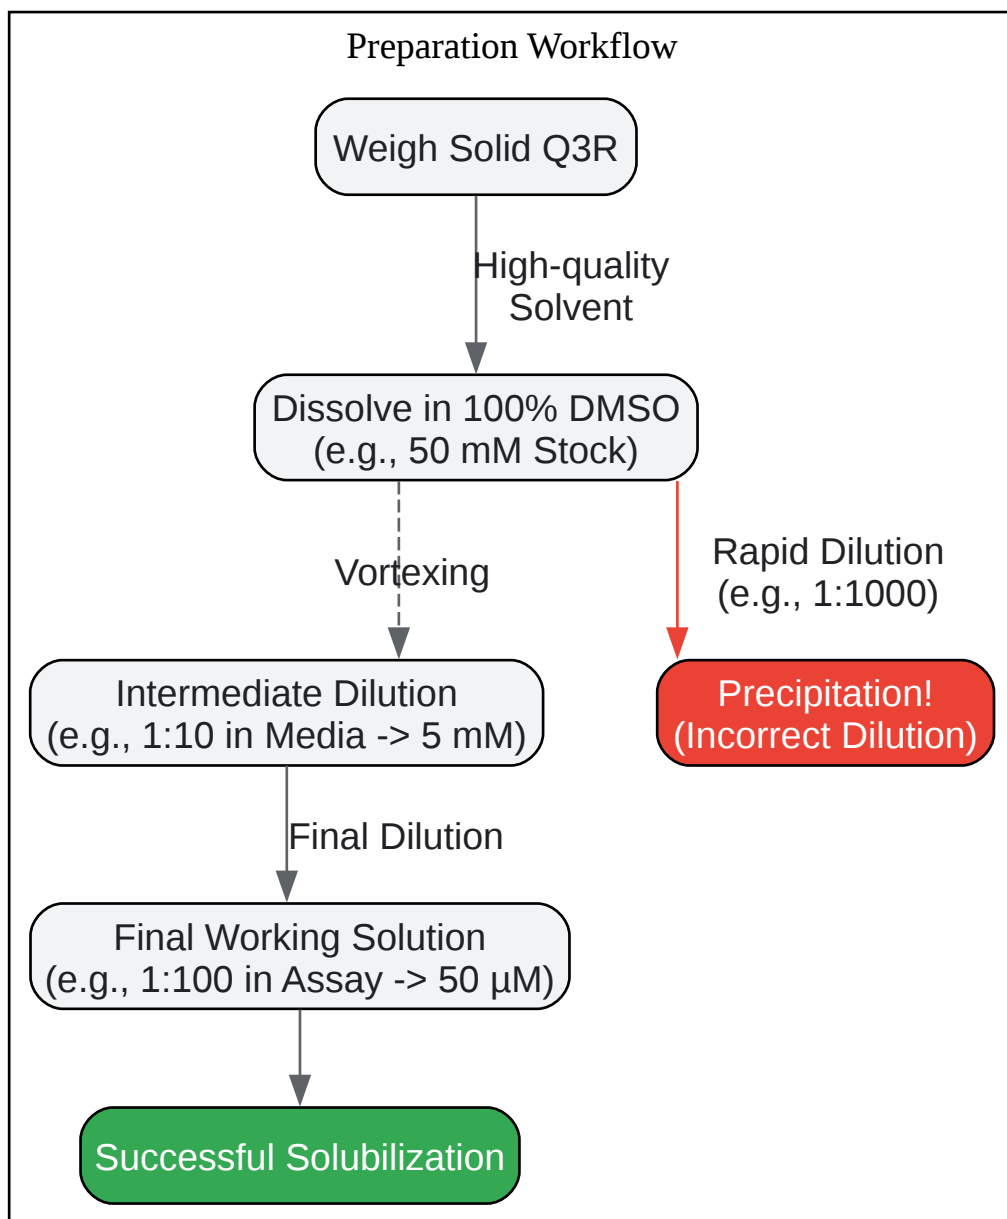 Preparation Workflow
Weigh Solid Q3R
High-quality
Solvent
Dissolve in 100% DMSO
(e.g., 50 mM Stock)
Vortexing
Rapid Dilution
(e.g., 1:1000)
Intermediate Dilution
(e.g., 1:10 in Media -> 5 mM)
Precipitation!
(Incorrect Dilution)
Final Dilution
Final Working Solution
(e.g., 1:100 in Assay -> 50 µM)
Successful Solubilization